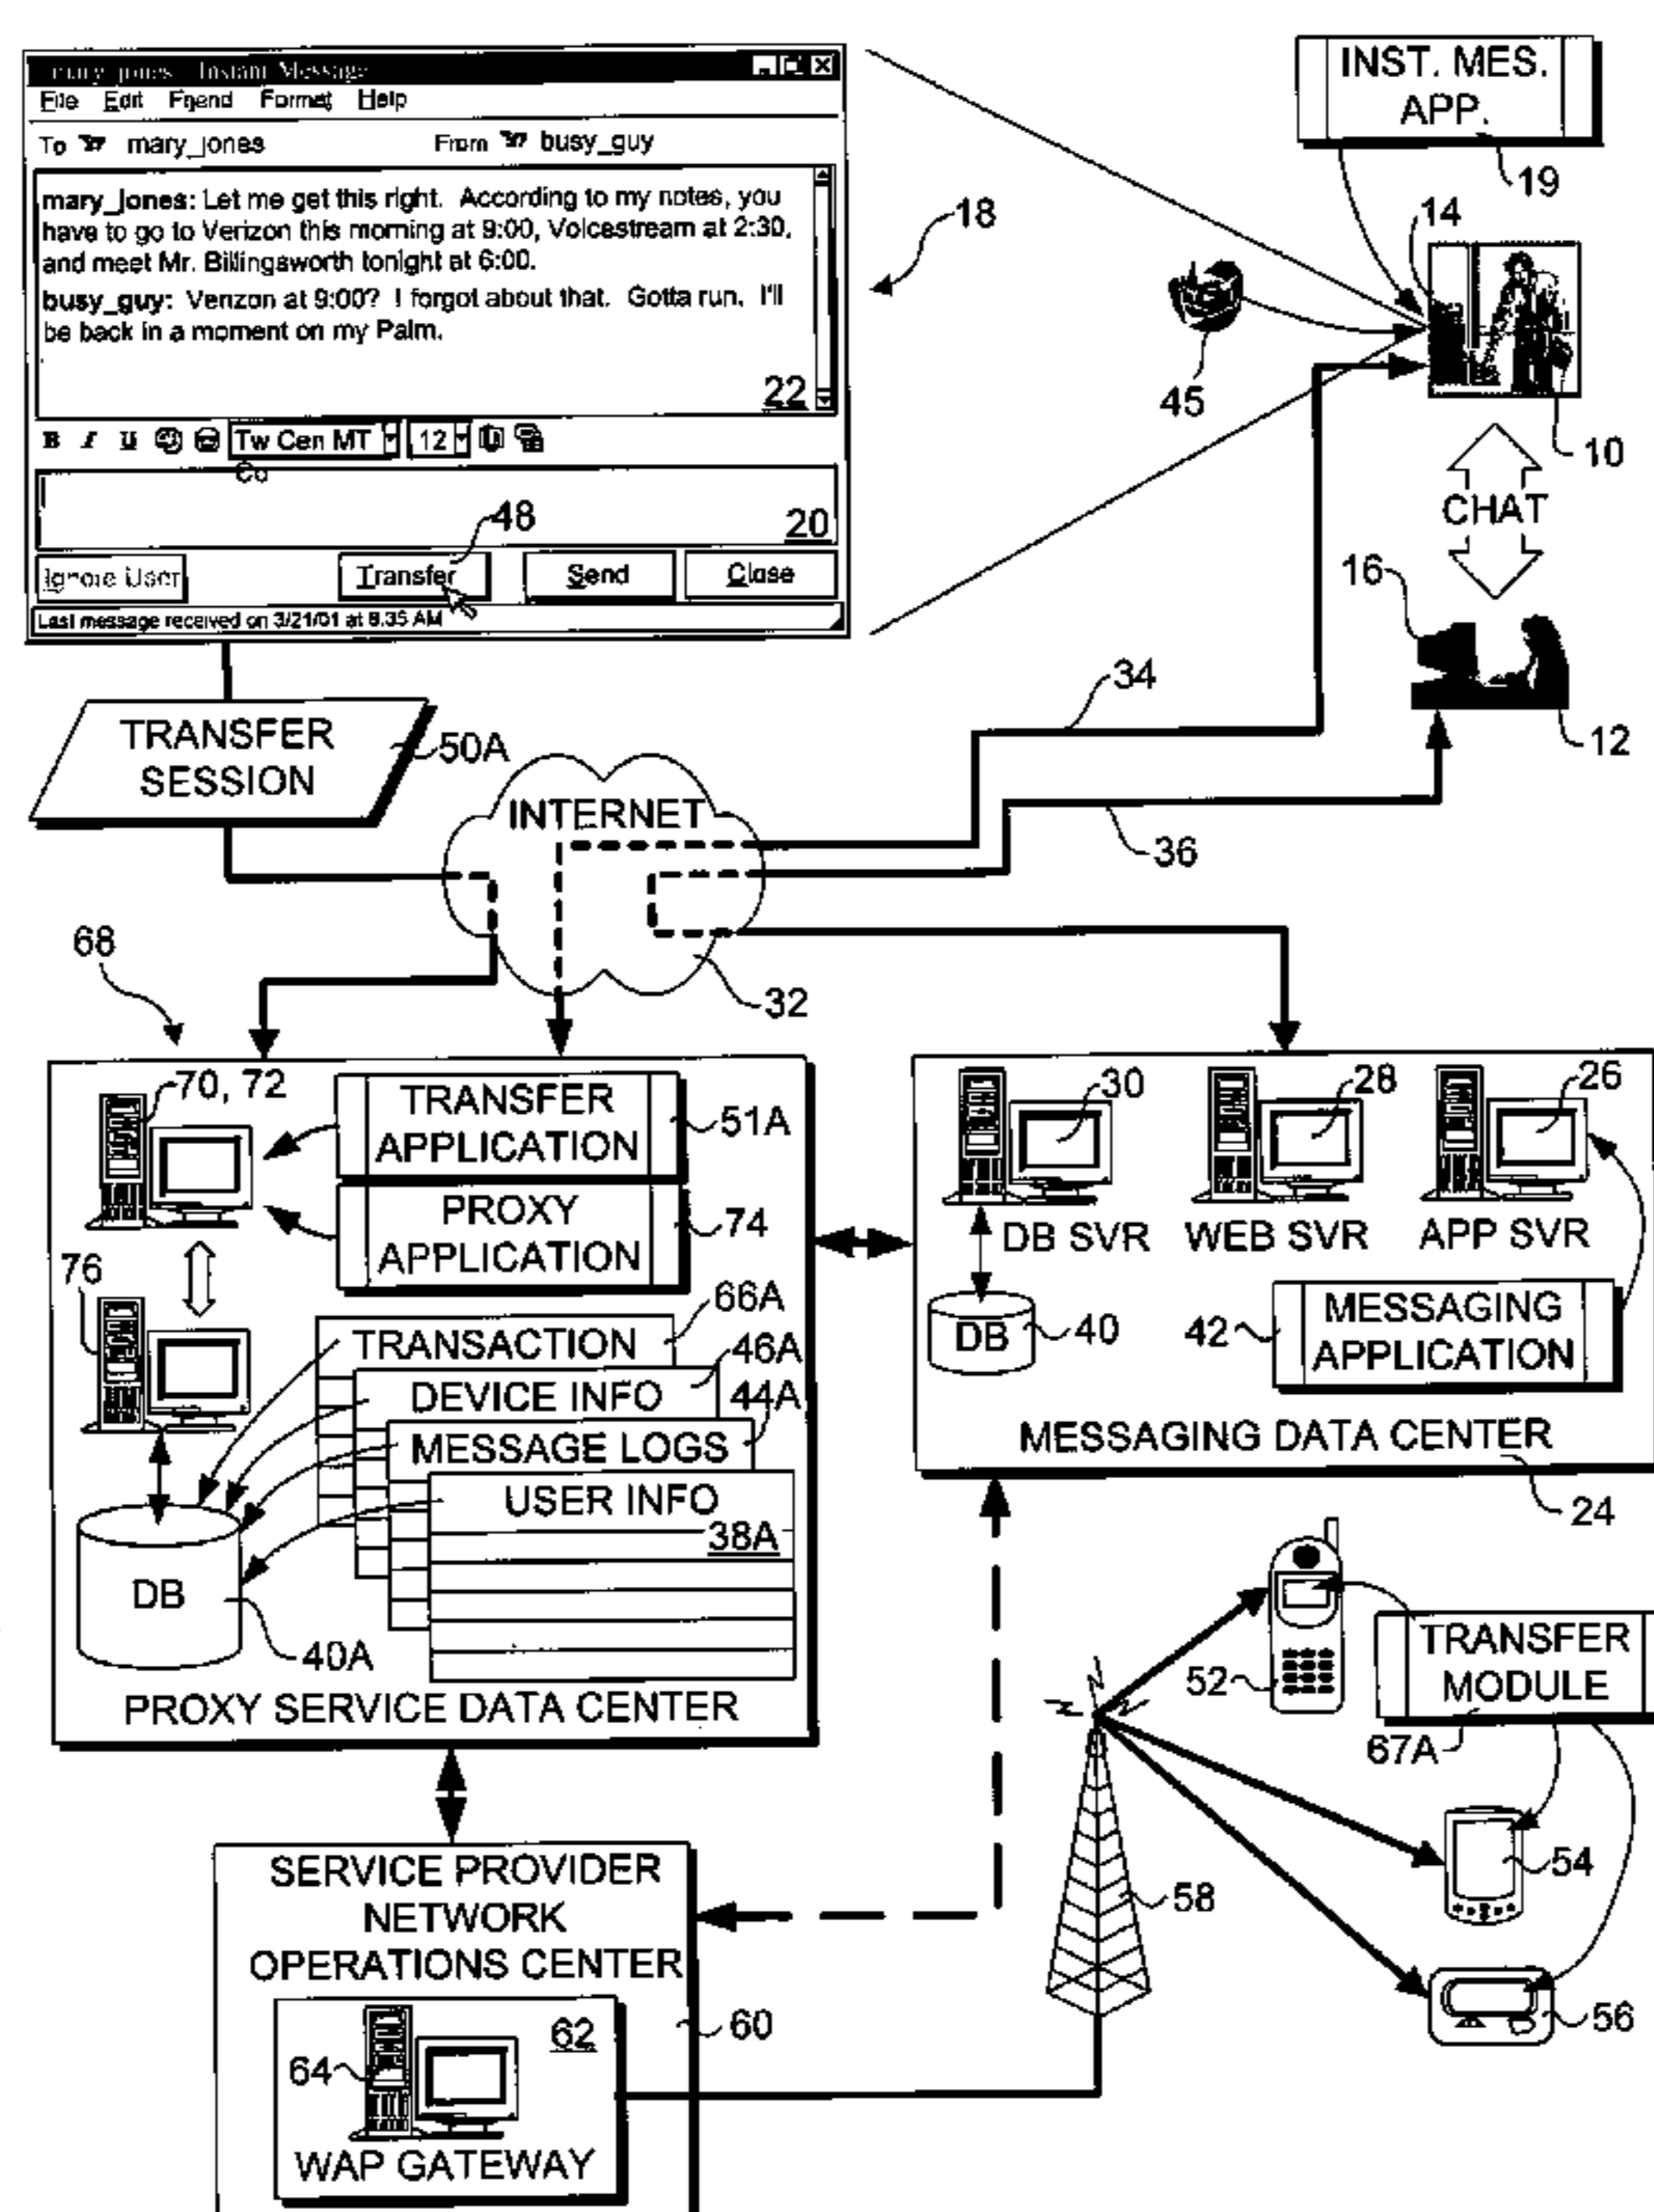 mary_jones Instant Message
File Edit Friend Format Help
To mary_jones From busy_guy
mary_jones: Let me get this right. According to my notes, you
have to go to Verizon this morning at 9:00, Voicestream at 2:30,
and meet Mr. Billingsworth tonight at 6:00.
busy_guy: Verizon at 9:00? I forgot about that. Gotta run. I'll
be back in a moment on my Palm.
22
B I U Tw Cen MT 12
Co
20
48
Ignore User Transfer Send Close
Last message received on 3/21/01 at 8.35 AM
18
INST. MES.
APP.
19
14
45
10
CHAT
16
12
34
36
TRANSFER
SESSION
50A
INTERNET
32
68
70, 72
TRANSFER
APPLICATION
51A
PROXY
APPLICATION
74
76
TRANSACTION
66A
DEVICE INFO
46A
MESSAGE LOGS
44A
USER INFO
38A
DB
40A
PROXY SERVICE DATA CENTER
30
28
26
DB SVR WEB SVR APP SVR
DB
40
42
MESSAGING
APPLICATION
MESSAGING DATA CENTER
24
52
TRANSFER
MODULE
67A
54
58
56
SERVICE PROVIDER
NETWORK
OPERATIONS CENTER
60
62
64
WAP GATEWAY